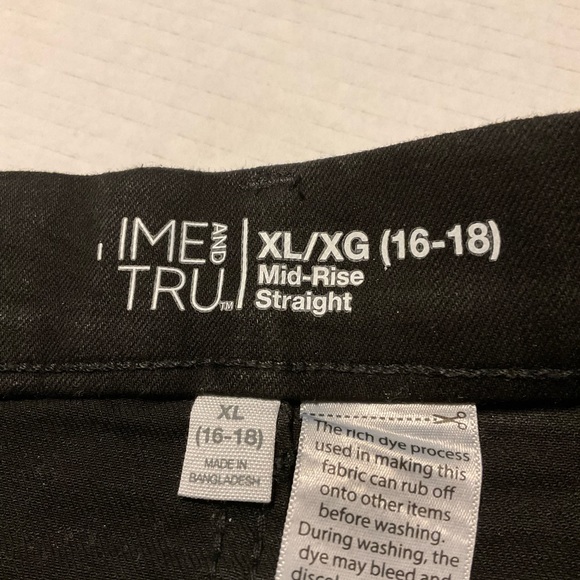 IME AND
TRU™
XL/XG (16-18)
Mid-Rise
Straight
XL
(16-18)
MADE IN
BANGLADESH
The rich dye process
used in making this
fabric can rub off
onto other items
before washing.
During washing, the
dye may bleed and